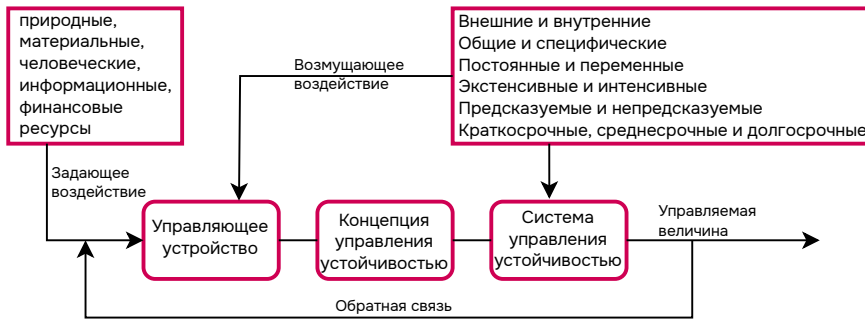 природные,
материальные,
человеческие,
информационные,
финансовые
ресурсы
Возмущающее
воздействие
Внешние и внутренние
Общие и специфические
Постоянные и переменные
Экстенсивные и интенсивные
Предсказуемые и непредсказуемые
Краткосрочные, среднесрочные и долгосрочные
Задающее
воздействие
Управляющее
устройство
Концепция
управления
устойчивостью
Система
управления
устойчивостью
Управляемая
величина
Обратная связь